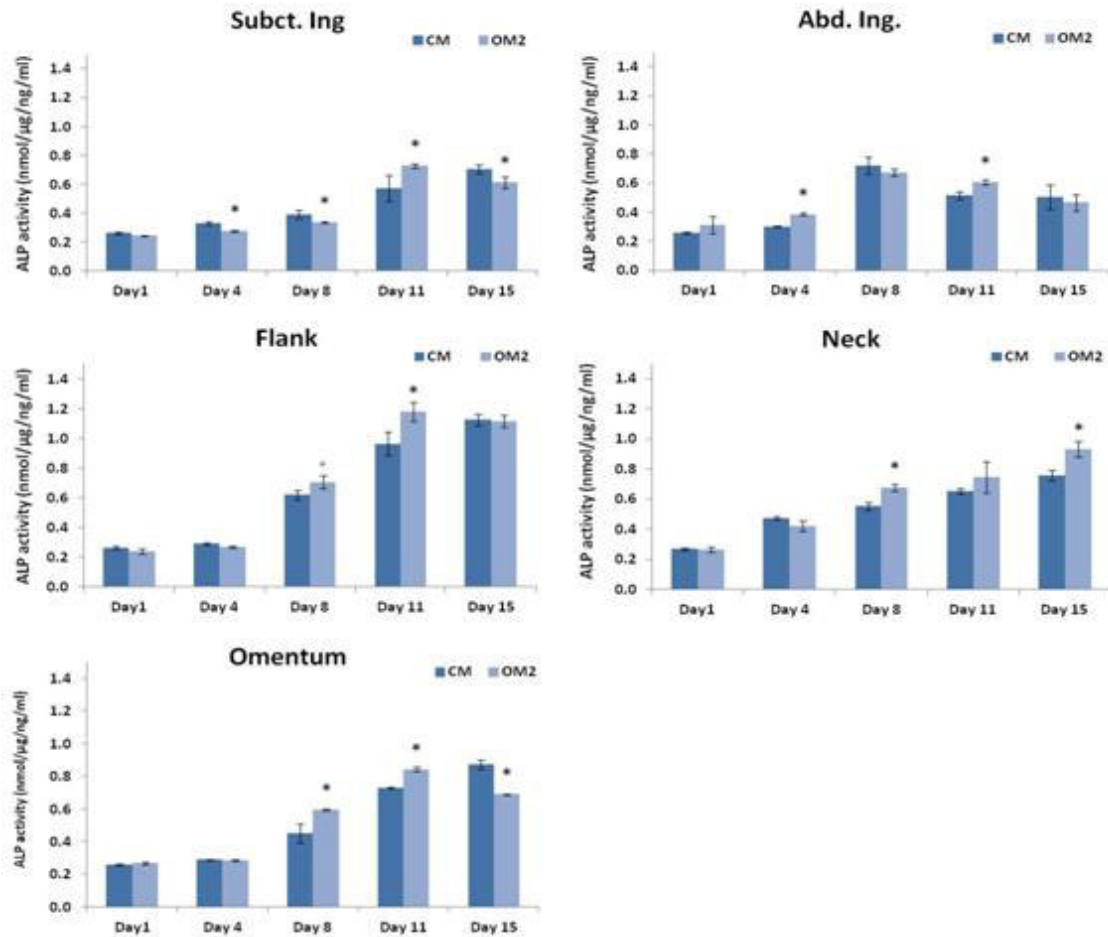 Subct. Ing
CM OM2
ALP activity (nmol/µg/ng/ml)
1.4
1.2
1.0
0.8
0.6
0.4
0.2
0.0
* * * *
Day1 Day 4 Day 8 Day 11 Day 15
Abd. Ing.
CM OM2
ALP activity (nmol/µg/ng/ml)
1.4
1.2
1.0
0.8
0.6
0.4
0.2
0.0
* *
Day1 Day 4 Day 8 Day 11 Day 15
Flank
CM OM2
ALP activity (nmol/µg/ng/ml)
1.4
1.2
1.0
0.8
0.6
0.4
0.2
0.0
* *
Day1 Day 4 Day 8 Day 11 Day 15
Neck
CM OM2
ALP activity (nmol/µg/ng/ml)
1.4
1.2
1.0
0.8
0.6
0.4
0.2
0.0
* *
Day1 Day 4 Day 8 Day 11 Day 15
Omentum
CM OM2
ALP activity (nmol/µg/ng/ml)
1.4
1.2
1.0
0.8
0.6
0.4
0.2
0.0
* * *
Day1 Day 4 Day 8 Day 11 Day 15